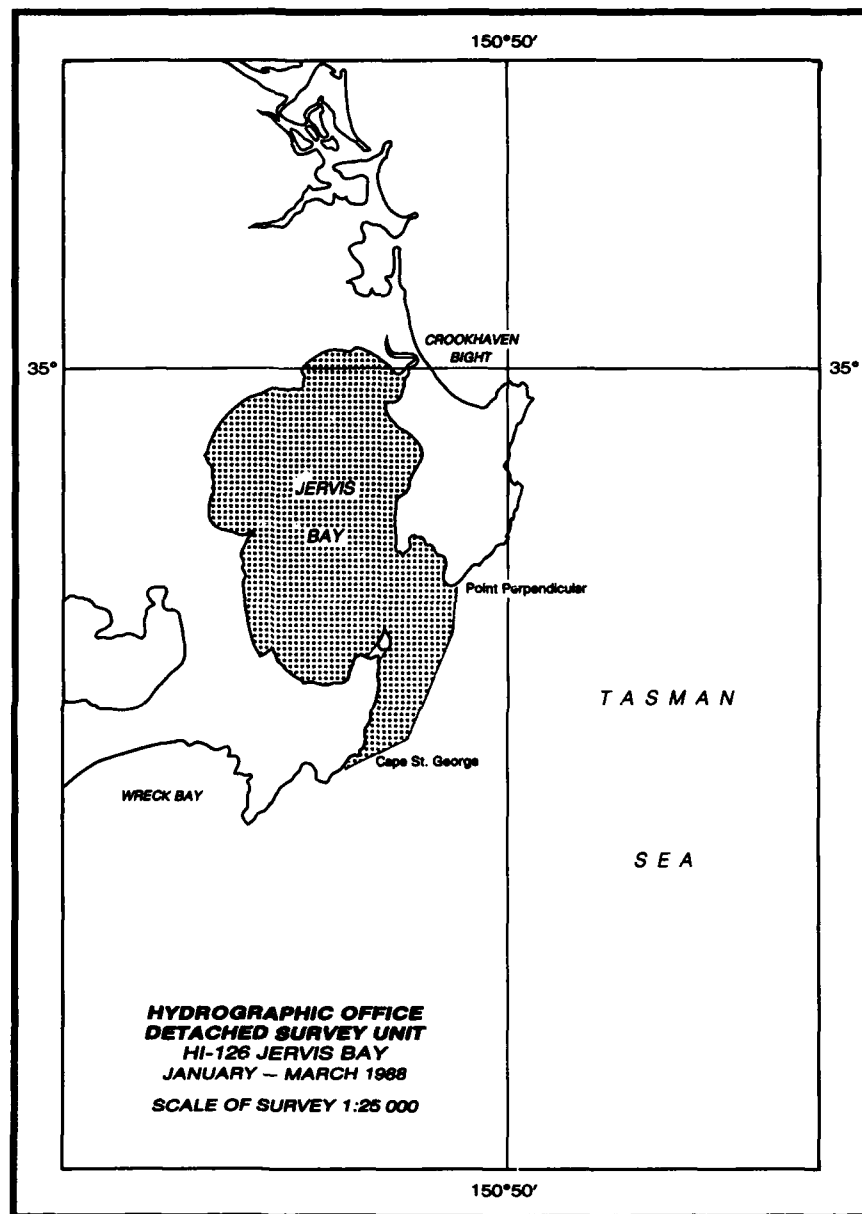 150°50'
CROOKHAVEN
BIGHT
35°
35°
JERVIS
BAY
Point Perpendicular
TASMAN
Cape St. George
WRECK BAY
SEA
HYDROGRAPHIC OFFICE
DETACHED SURVEY UNIT
HI-126 JERVIS BAY
JANUARY – MARCH 1988
SCALE OF SURVEY 1:25 000
150°50'